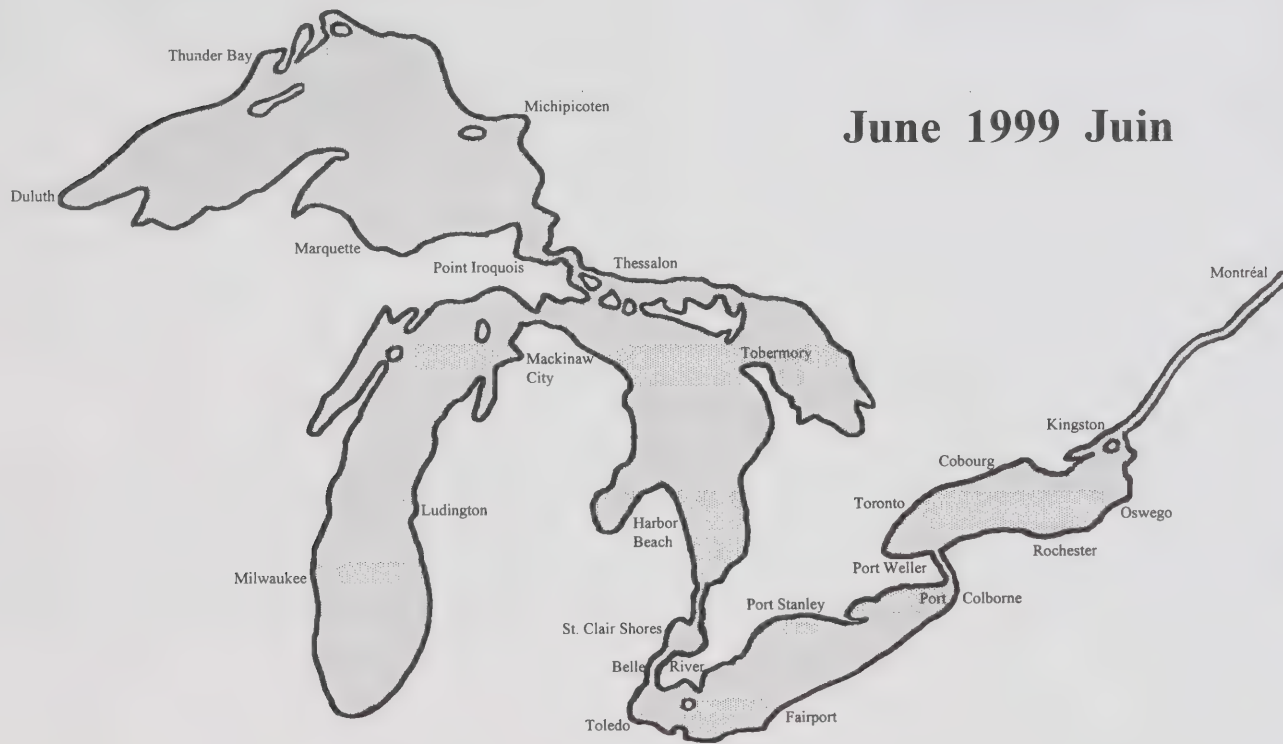 Thunder Bay
Michipicoten
June 1999 Juin
Duluth
Marquette
Point Iroquois
Thessalon
Montréal
Mackinaw
City
Tobermory
Kingston
Cobourg
Toronto
Oswego
Ludington
Harbor
Beach
Rochester
Milwaukee
Port Weller
Port Colborne
Port Stanley
St. Clair Shores
Belle River
Toledo
Fairport